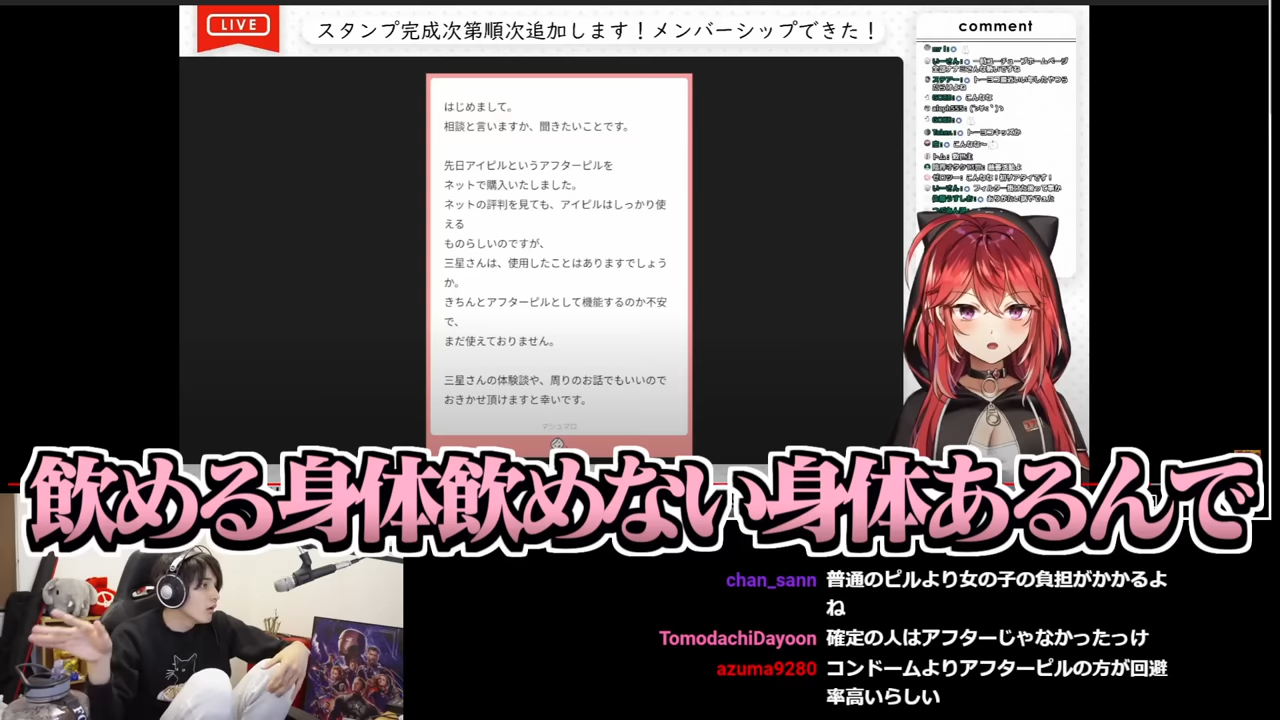 LIVE
スタンプ完成次第順次追加します！メンバーシップできた！
comment
はじめまして。
相談と言いますか、聞きたいことです。
先日アイピルというアフターピルを
ネットで購入いたしました。
ネットの評判を見ても、アイピルはしっかり使
える
ものらしいのですが、
三星さんは、使用したことはありますでしょう
か。
きちんとアフターピルとして機能するのか不安
で、
まだ使えておりません。
三星さんの体験談や、周りのお話でもいいので
おきかせ頂けますと幸いです。
マシュマロ
飲める身体飲めない身体あるんで
chan_sann 普通のピルより女の子の負担がかかるよ
ね
TomodachiDayoon 確定の人はアフターじゃなかったっけ
azuma9280 コンドームよりアフターピルの方が回避
率高いらしい